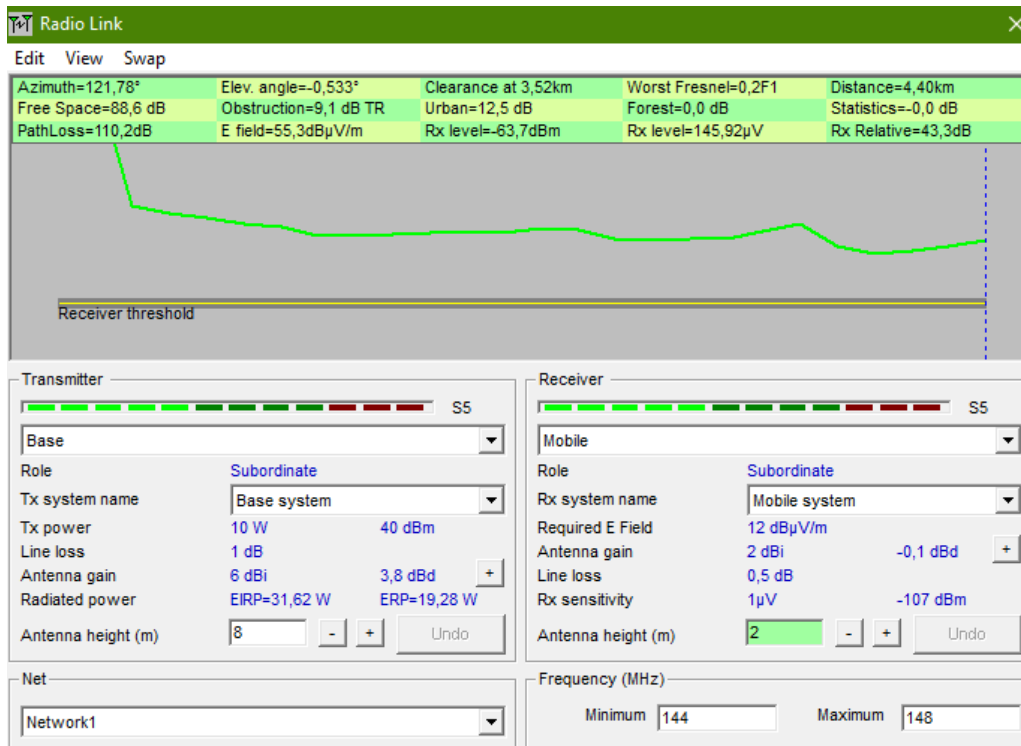 Radio Link
Edit View Swap
Azimuth=121,78° Elev. angle=-0,533° Clearance at 3,52km Worst Fresnel=0,2F1 Distance=4,40km
Free Space=88,6 dB Obstruction=9,1 dB TR Urban=12,5 dB Forest=0,0 dB Statistics=-0,0 dB
PathLoss=110,2dB E field=55,3dBµV/m Rx level=-63,7dBm Rx level=145,92µV Rx Relative=43,3dB
Receiver threshold
Transmitter
S5
Base
Role Subordinate
Tx system name Base system
Tx power 10 W 40 dBm
Line loss 1 dB
Antenna gain 6 dBi 3,8 dBd +
Radiated power EIRP=31,62 W ERP=19,28 W
Antenna height (m) 8 - + Undo
Net
Network1
Receiver
S5
Mobile
Role Subordinate
Rx system name Mobile system
Required E Field 12 dBµV/m
Antenna gain 2 dBi -0,1 dBd +
Line loss 0,5 dB
Rx sensitivity 1µV -107 dBm
Antenna height (m) 2 - + Undo
Frequency (MHz)
Minimum 144 Maximum 148